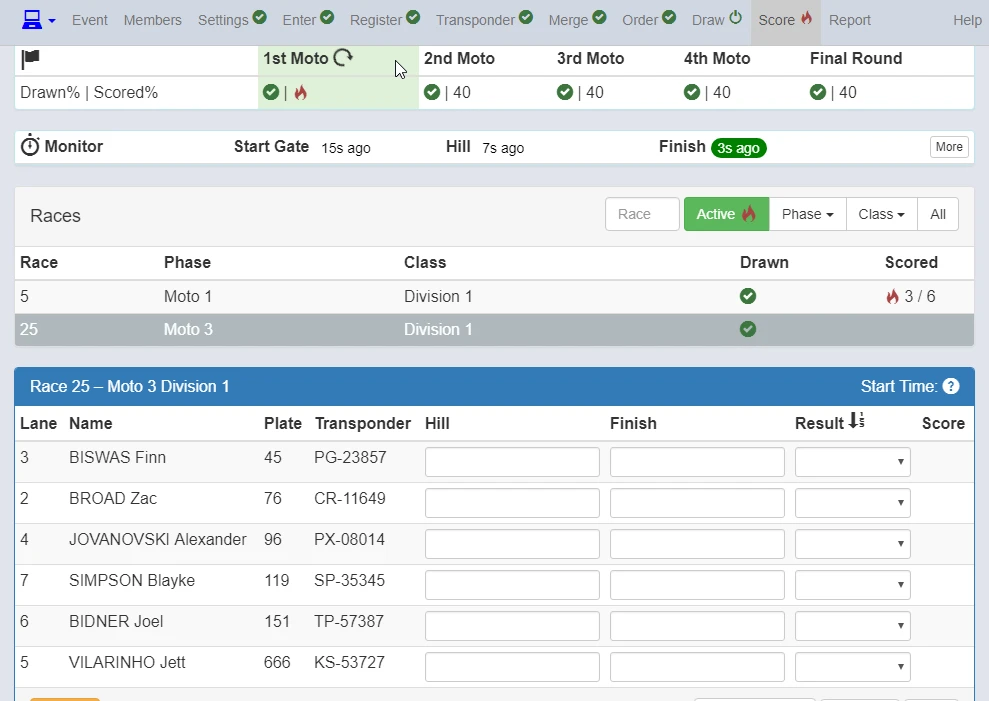 Event Members Settings Enter Register Transponder Merge Order Draw Score Report Help
1st Moto 2nd Moto 3rd Moto 4th Moto Final Round
Drawn% | Scored% | | 40 | 40 | 40 | 40
Monitor Start Gate 15s ago Hill 7s ago Finish 3s ago More
Races Race Active Phase Class All
Race Phase Class Drawn Scored
5 Moto 1 Division 1 3 / 6
25 Moto 3 Division 1
Race 25 – Moto 3 Division 1 Start Time: ?
Lane Name Plate Transponder Hill Finish Result Score
3 BISWAS Finn 45 PG-23857
2 BROAD Zac 76 CR-11649
4 JOVANOVSKI Alexander 96 PX-08014
7 SIMPSON Blayke 119 SP-35345
6 BIDNER Joel 151 TP-57387
5 VILARINHO Jett 666 KS-53727